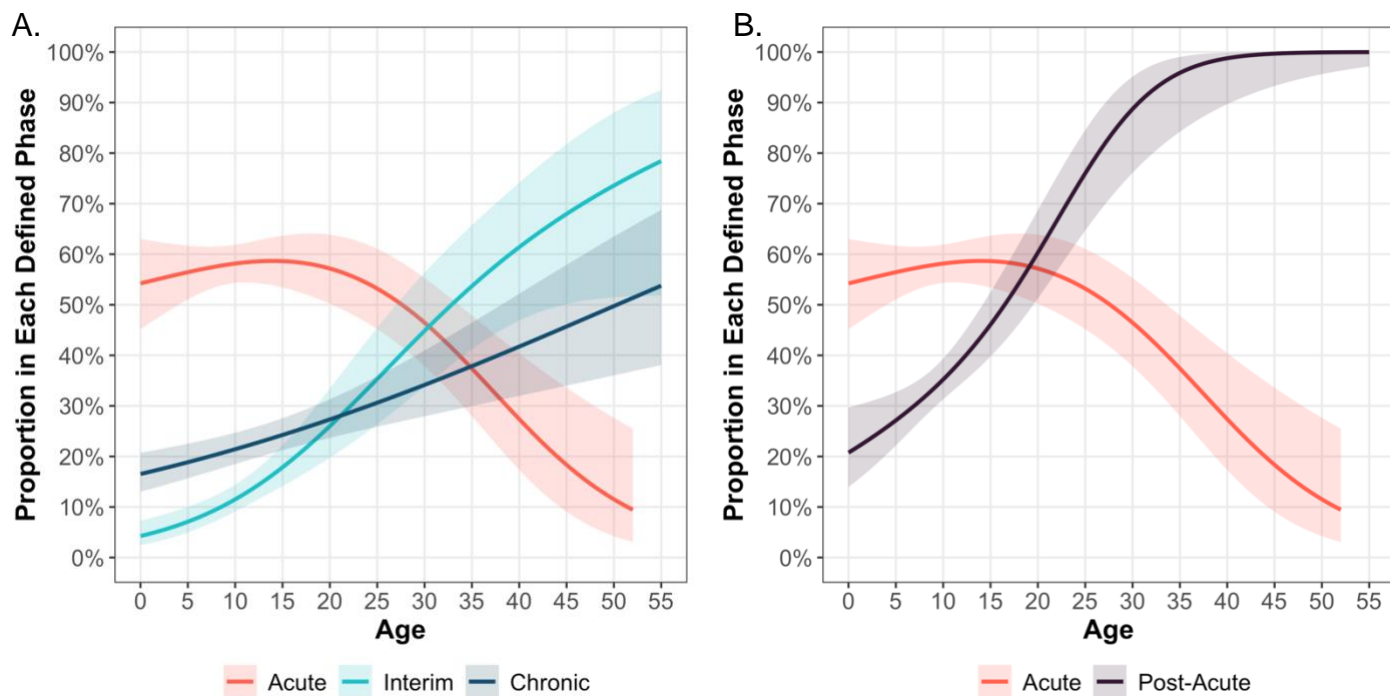 A.
Proportion in Each Defined Phase
100%
90%
80%
70%
60%
50%
40%
30%
20%
10%
0%
0 5 10 15 20 25 30 35 40 45 50 55
Age
Acute Interim Chronic
B.
Proportion in Each Defined Phase
100%
90%
80%
70%
60%
50%
40%
30%
20%
10%
0%
0 5 10 15 20 25 30 35 40 45 50 55
Age
Acute Post-Acute